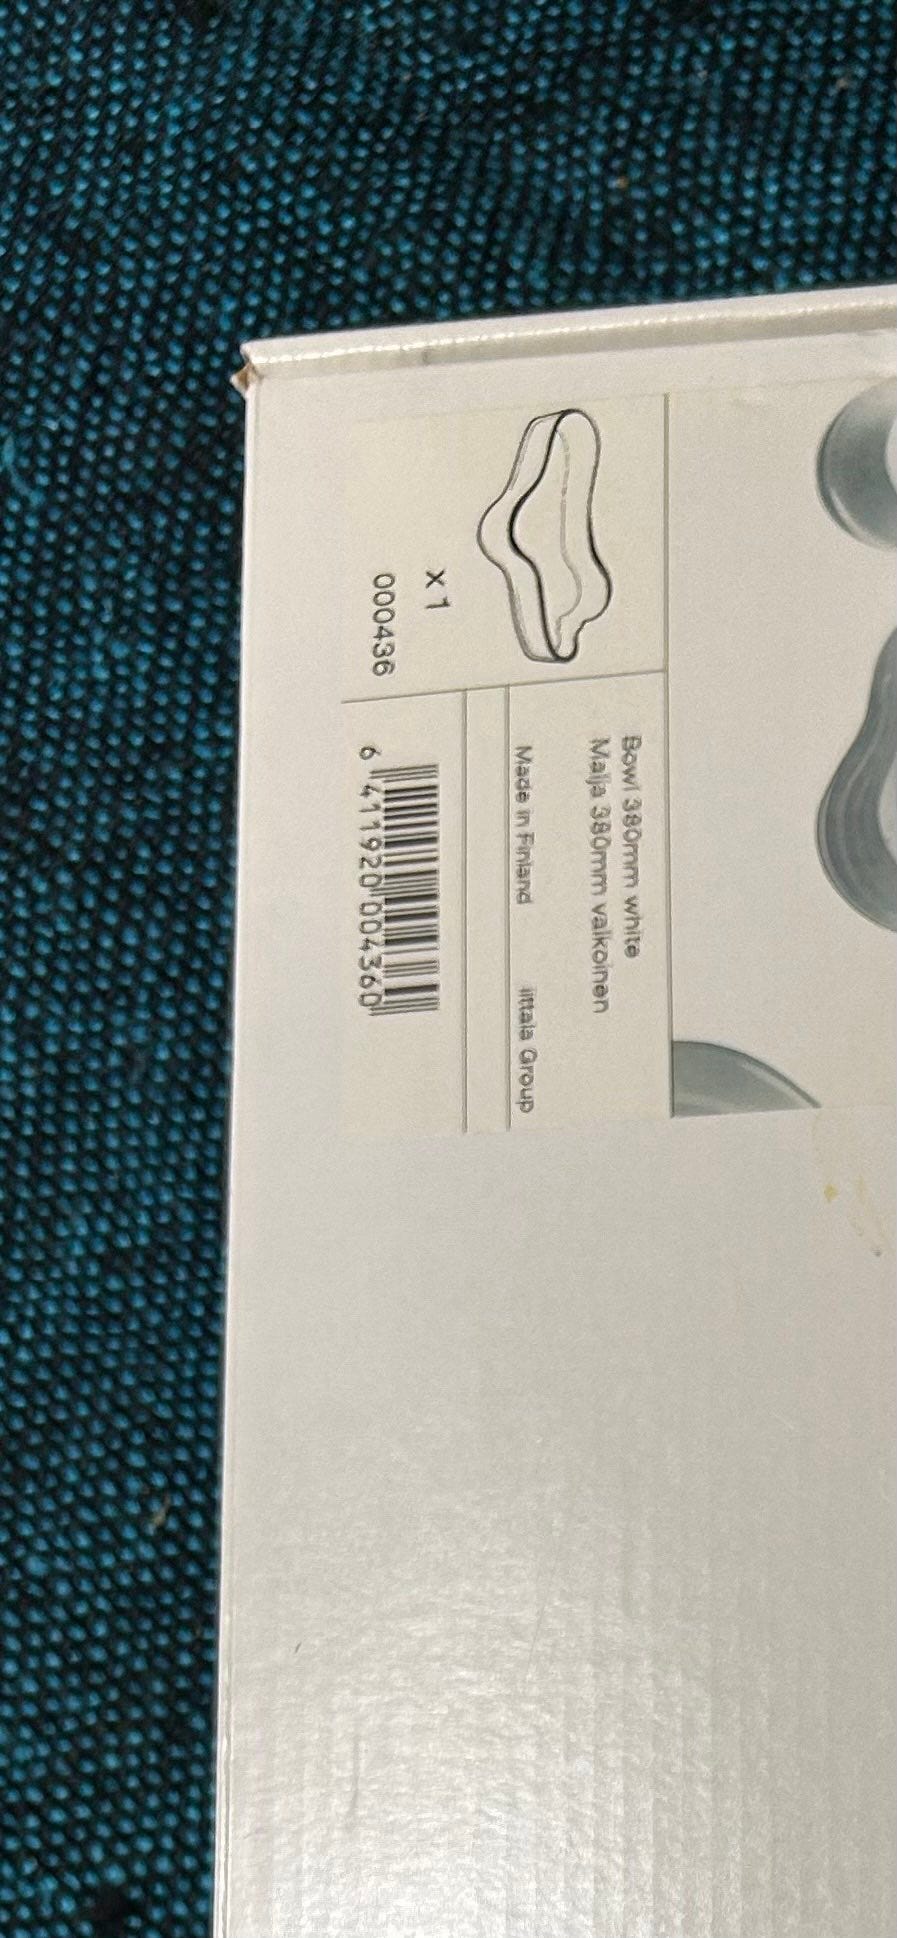 Bowl 380mm white
Malja 380mm valkoinen
Made in Finland
iittala Group
x 1
000436
6 411920 004360